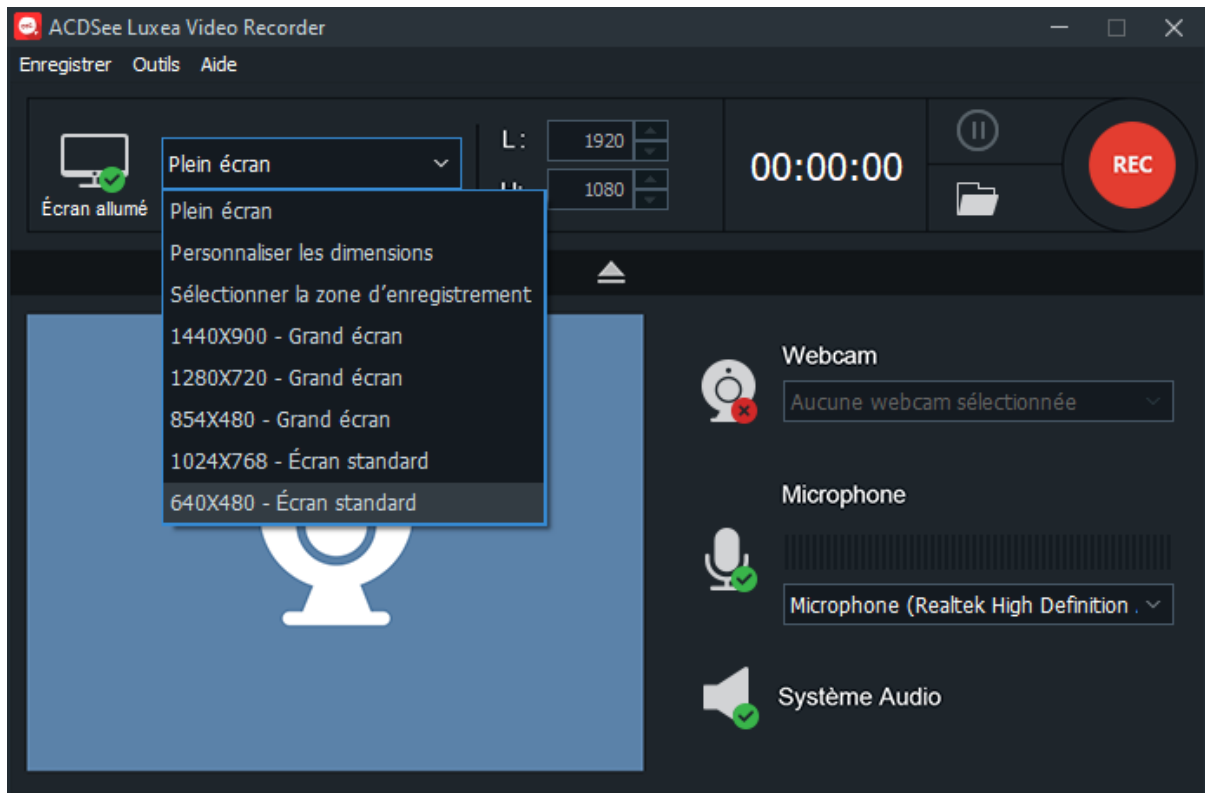 ACDSee Luxea Video Recorder
Enregistrer Outils Aide
Écran allumé
Plein écran
L: 1920
1080
00:00:00
REC
Plein écran
Personnaliser les dimensions
Sélectionner la zone d’enregistrement
1440X900 - Grand écran
1280X720 - Grand écran
854X480 - Grand écran
1024X768 - Écran standard
640X480 - Écran standard
Webcam
Aucune webcam sélectionnée
Microphone
Microphone (Realtek High Definition .
Système Audio